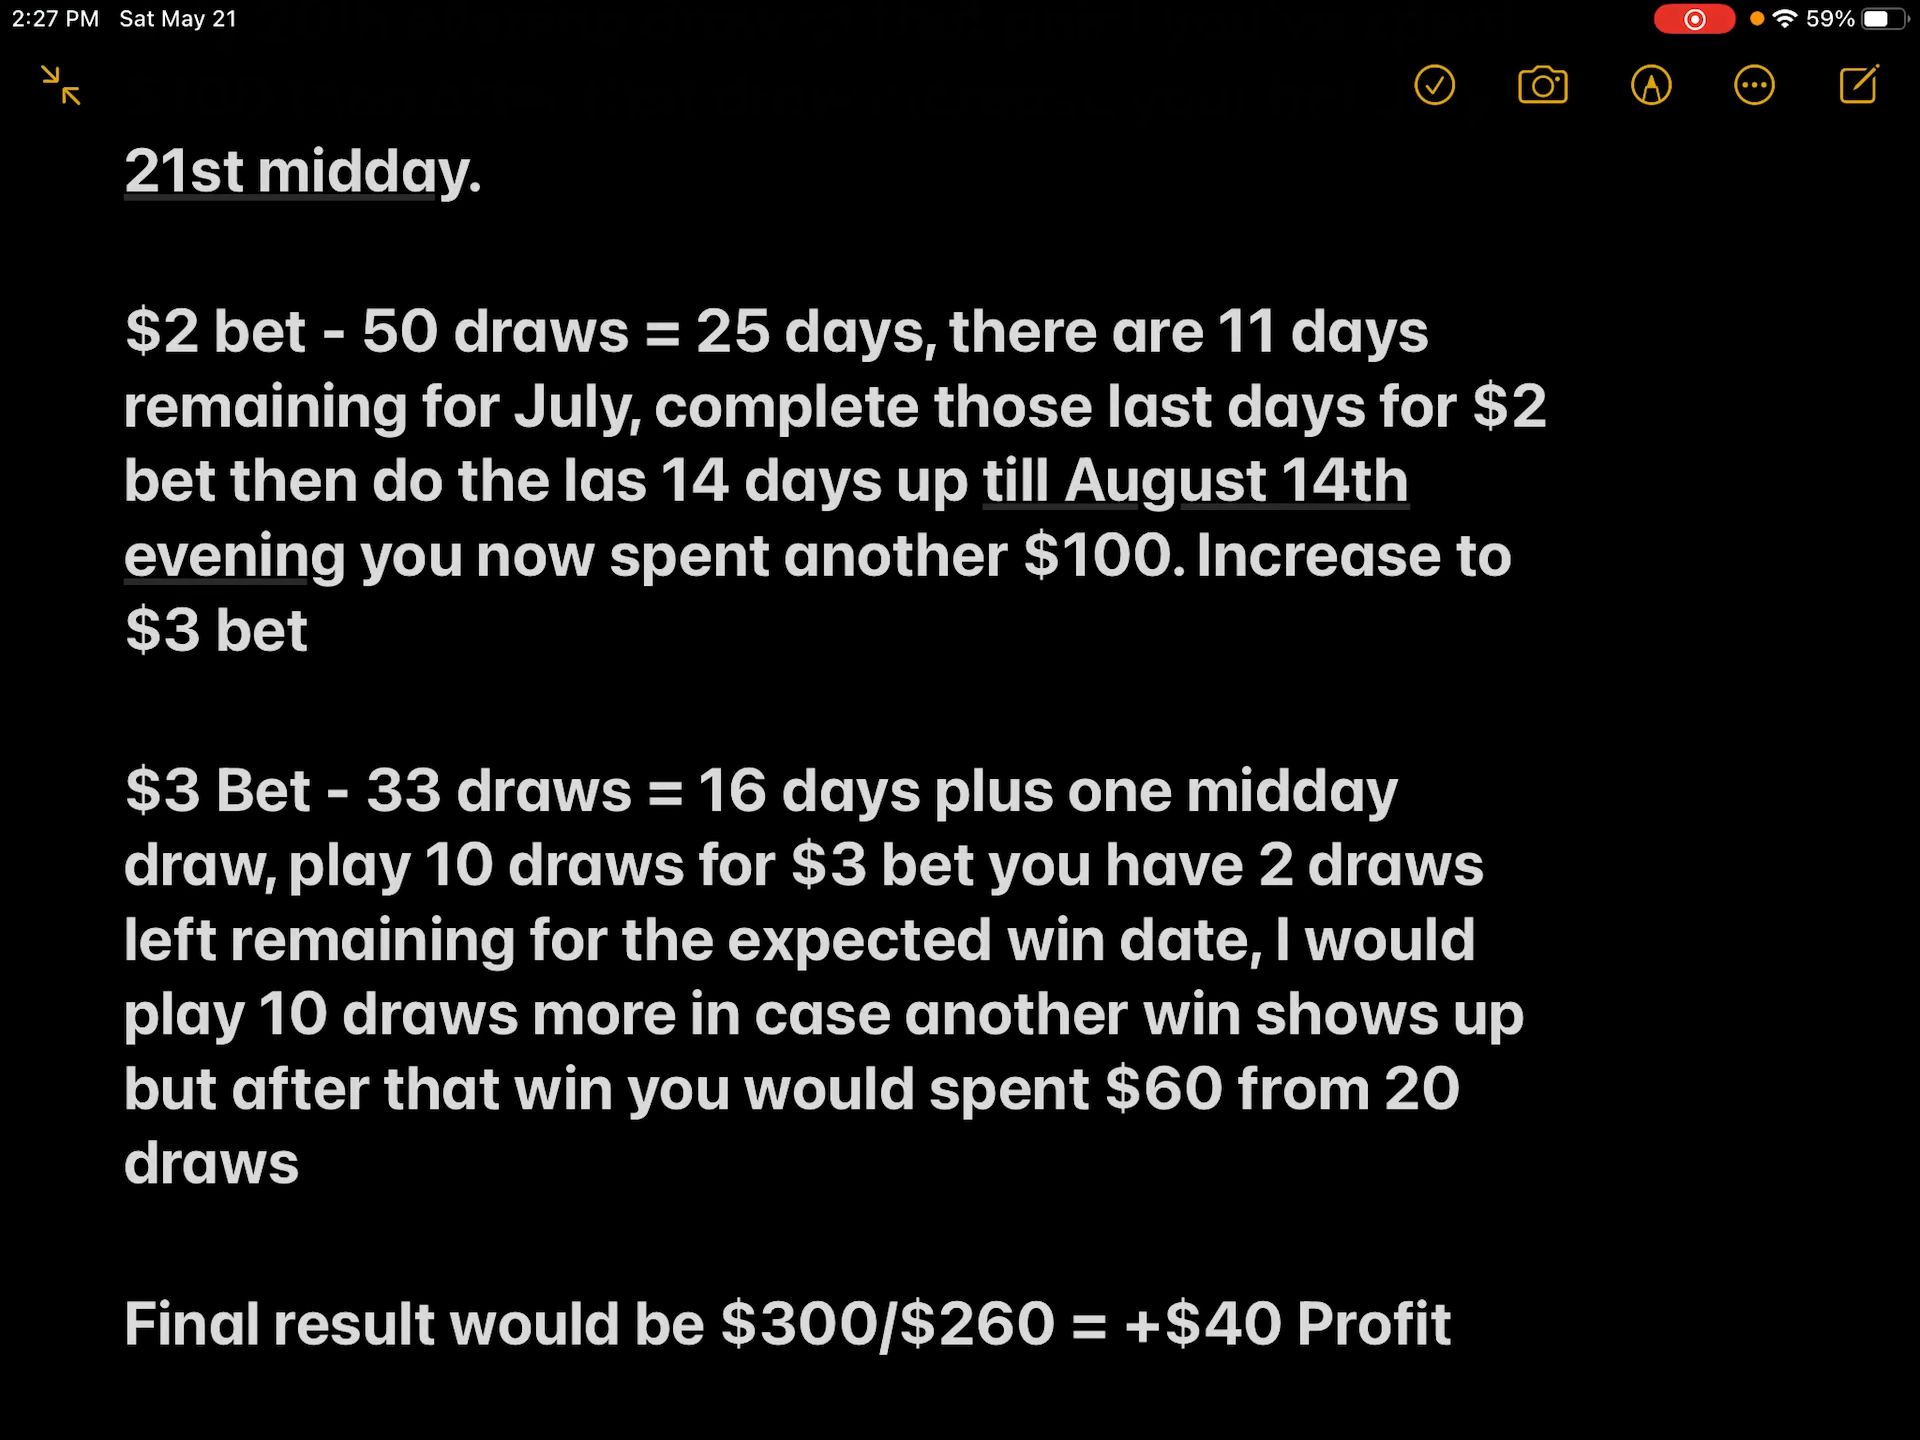 2:27 PM Sat May 21
59%
21st midday.
$2 bet - 50 draws = 25 days, there are 11 days
remaining for July, complete those last days for $2
bet then do the las 14 days up till August 14th
evening you now spent another $100. Increase to
$3 bet
$3 Bet - 33 draws = 16 days plus one midday
draw, play 10 draws for $3 bet you have 2 draws
left remaining for the expected win date, I would
play 10 draws more in case another win shows up
but after that win you would spent $60 from 20
draws
Final result would be $300/$260 = +$40 Profit